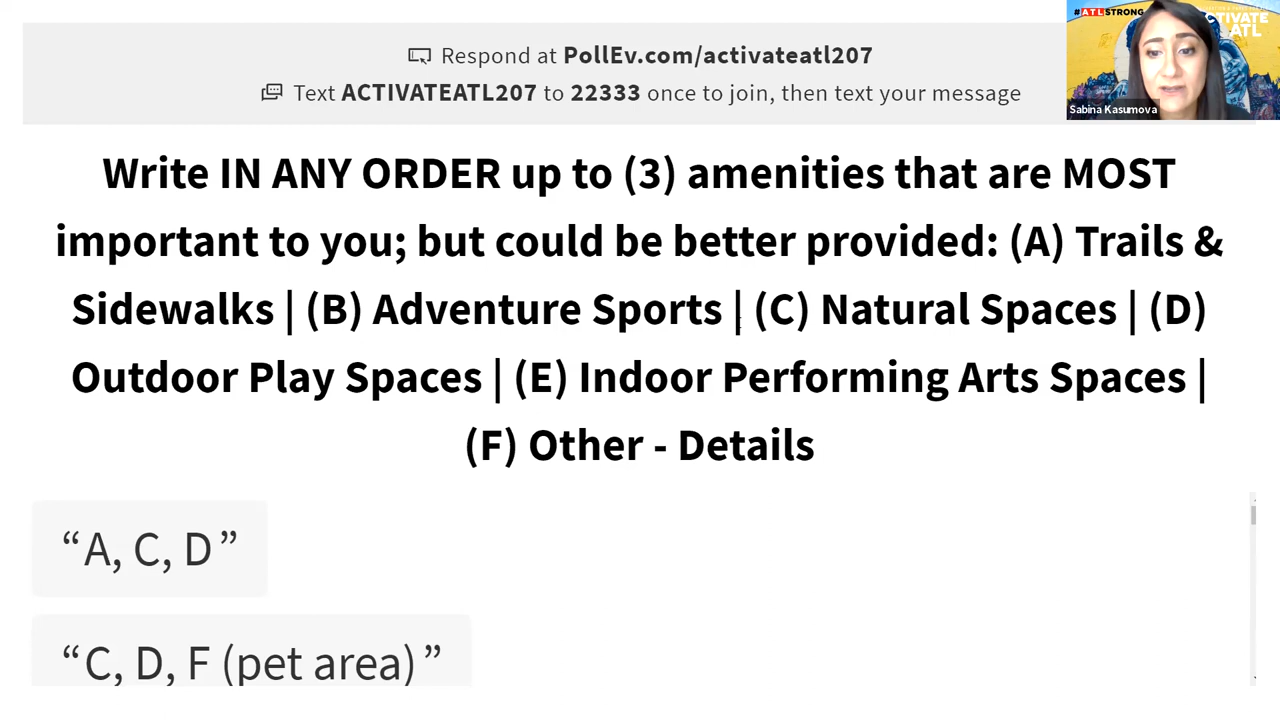 Respond at PollEv.com/activateatl207
Text ACTIVATEATL207 to 22333 once to join, then text your message
#ATLSTRONG
ACTIVATE
ATL
Sabina Kasumova
Write IN ANY ORDER up to (3) amenities that are MOST
important to you; but could be better provided: (A) Trails &
Sidewalks | (B) Adventure Sports | (C) Natural Spaces | (D)
Outdoor Play Spaces | (E) Indoor Performing Arts Spaces |
(F) Other - Details
“A, C, D”
“C, D, F (pet area)”